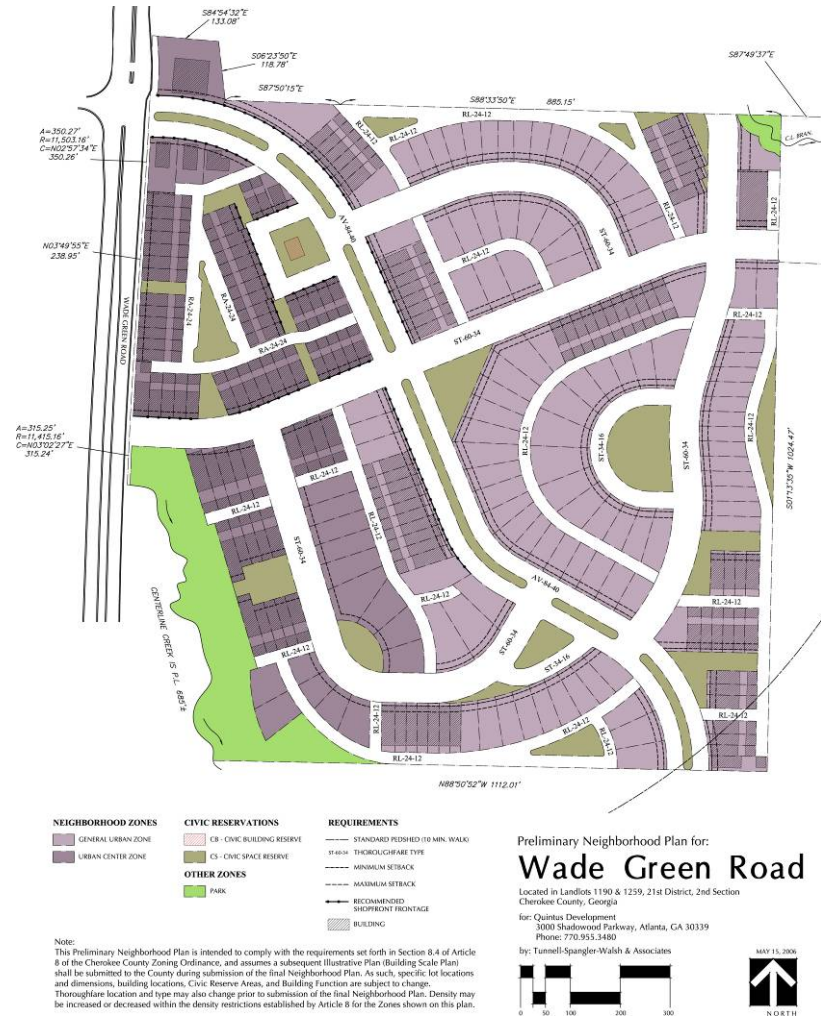 S84°54'32"E
133.08'
S06°23'50"E
118.78'
S87°50'15"E
S88°33'50"E 885.15'
S87°49'37"E
C.L. BRAN.
A=350.27'
R=11,503.16'
C=N02°57'34"E
350.26'
N03°49'55"E
238.95'
WADE GREEN ROAD
A=315.25'
R=11,415.16'
C=N03°02'27"E
315.24'
CENTERLINE CREEK IS P.L. 685'±
S01°13'35"W 1024.47'
N88°50'52"W 1112.01'
RL-24-12
RL-24-12
RL-24-12
RL-24-12
RL-24-12
ST-60-34
AV-84-40
RL-24-12
RA-24-24
RA-24-24
RA-24-24
ST-60-34
RL-24-12
RL-24-12
ST-34-16
ST-60-34
RL-24-12
RL-24-12
RL-24-12
RL-24-12
ST-60-34
RL-24-12
AV-84-40
RL-24-12
ST-60-34
ST-34-16
RL-24-12
RL-24-12
RL-24-12
RL-24-12
RL-24-12
RL-24-12
NEIGHBORHOOD ZONES
GENERAL URBAN ZONE
URBAN CENTER ZONE
CIVIC RESERVATIONS
CB - CIVIC BUILDING RESERVE
CS - CIVIC SPACE RESERVE
OTHER ZONES
PARK
REQUIREMENTS
STANDARD PEDSHED (10 MIN. WALK)
ST-60-34 THOROUGHFARE TYPE
MINIMUM SETBACK
MAXIMUM SETBACK
RECOMMENDED
SHOPFRONT FRONTAGE
BUILDING
Note:
This Preliminary Neighborhood Plan is intended to comply with the requirements set forth in Section 8.4 of Article
8 of the Cherokee County Zoning Ordinance, and assumes a subsequent Illustrative Plan (Building Scale Plan)
shall be submitted to the County during submission of the final Neighborhood Plan. As such, specific lot locations
and dimensions, building locations, Civic Reserve Areas, and Building Function are subject to change.
Thoroughfare location and type may also change prior to submission of the final Neighborhood Plan. Density may
be increased or decreased within the density restrictions established by Article 8 for the Zones shown on this plan.
Preliminary Neighborhood Plan for:
Wade Green Road
Located in Landlots 1190 & 1259, 21st District, 2nd Section
Cherokee County, Georgia
for: Quintus Development
3000 Shadowood Parkway, Atlanta, GA 30339
Phone: 770.955.3480
by: Tunnell-Spangler-Walsh & Associates
0 50 100 200 300
MAY 15, 2006
NORTH